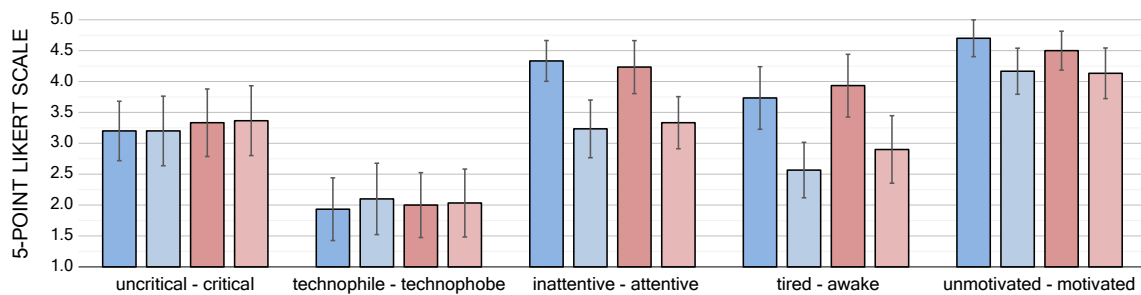 5-POINT LIKERT SCALE
5.0
4.5
4.0
3.5
3.0
2.5
2.0
1.5
1.0
uncritical - critical
technophile - technophobe
inattentive - attentive
tired - awake
unmotivated - motivated